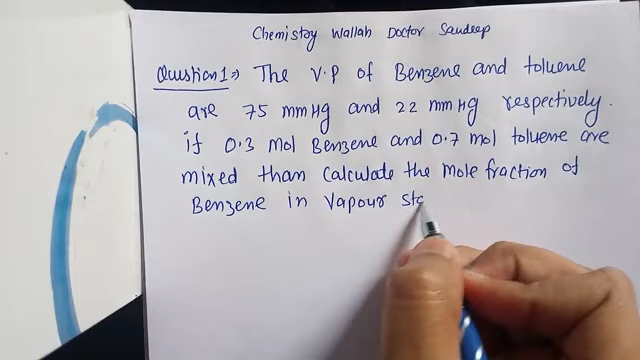 Chemistry Wallah Doctor Sandeep
Question 1 ⇒ The V.P of Benzene and toluene
are 75 mmHg and 22 mmHg respectively.
if 0.3 mol Benzene and 0.7 mol toluene are
mixed than Calculate the Mole fraction of
Benzene in Vapour sta